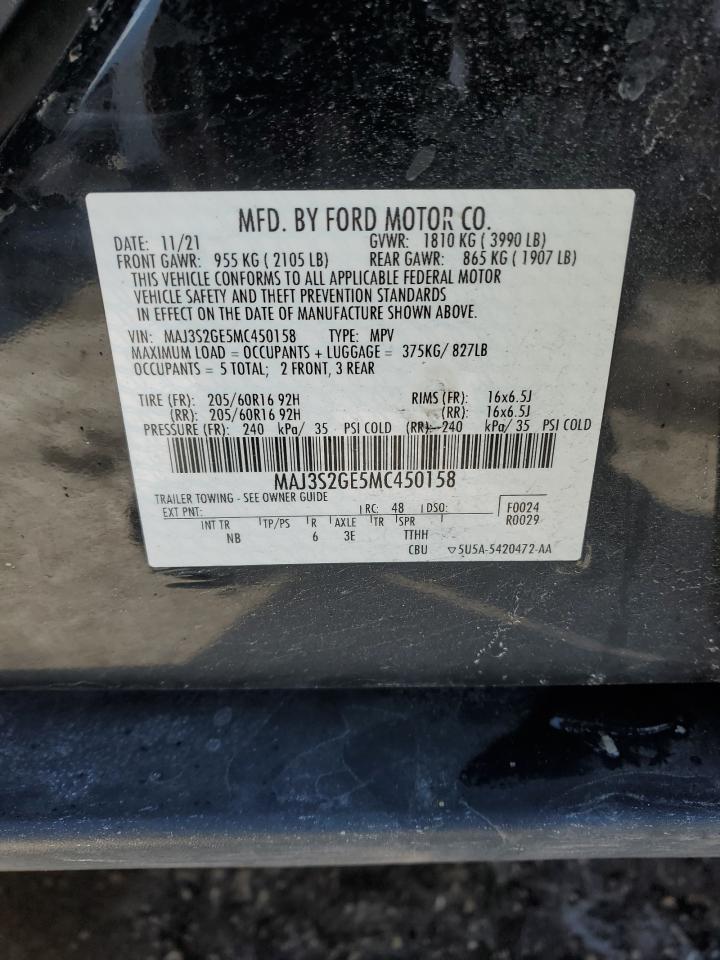 MFD. BY FORD MOTOR CO.
DATE: 11/21 GVWR: 1810 KG ( 3990 LB)
FRONT GAWR: 955 KG ( 2105 LB) REAR GAWR: 865 KG ( 1907 LB)
THIS VEHICLE CONFORMS TO ALL APPLICABLE FEDERAL MOTOR
VEHICLE SAFETY AND THEFT PREVENTION STANDARDS
IN EFFECT ON THE DATE OF MANUFACTURE SHOWN ABOVE.
VIN: MAJ3S2GE5MC450158 TYPE: MPV
MAXIMUM LOAD = OCCUPANTS + LUGGAGE = 375KG/ 827LB
OCCUPANTS = 5 TOTAL; 2 FRONT, 3 REAR
TIRE (FR): 205/60R16 92H RIMS (FR): 16x6.5J
(RR): 205/60R16 92H (RR): 16x6.5J
PRESSURE (FR): 240 kPa/ 35 PSI COLD (RR): 240 kPa/ 35 PSI COLD
MAJ3S2GE5MC450158
TRAILER TOWING - SEE OWNER GUIDE
EXT PNT: RC: 48 DSO: F0024
INT TR TP/PS R AXLE TR SPR R0029
NB 6 3E TTHH
CBU ▽5U5A-5420472-AA